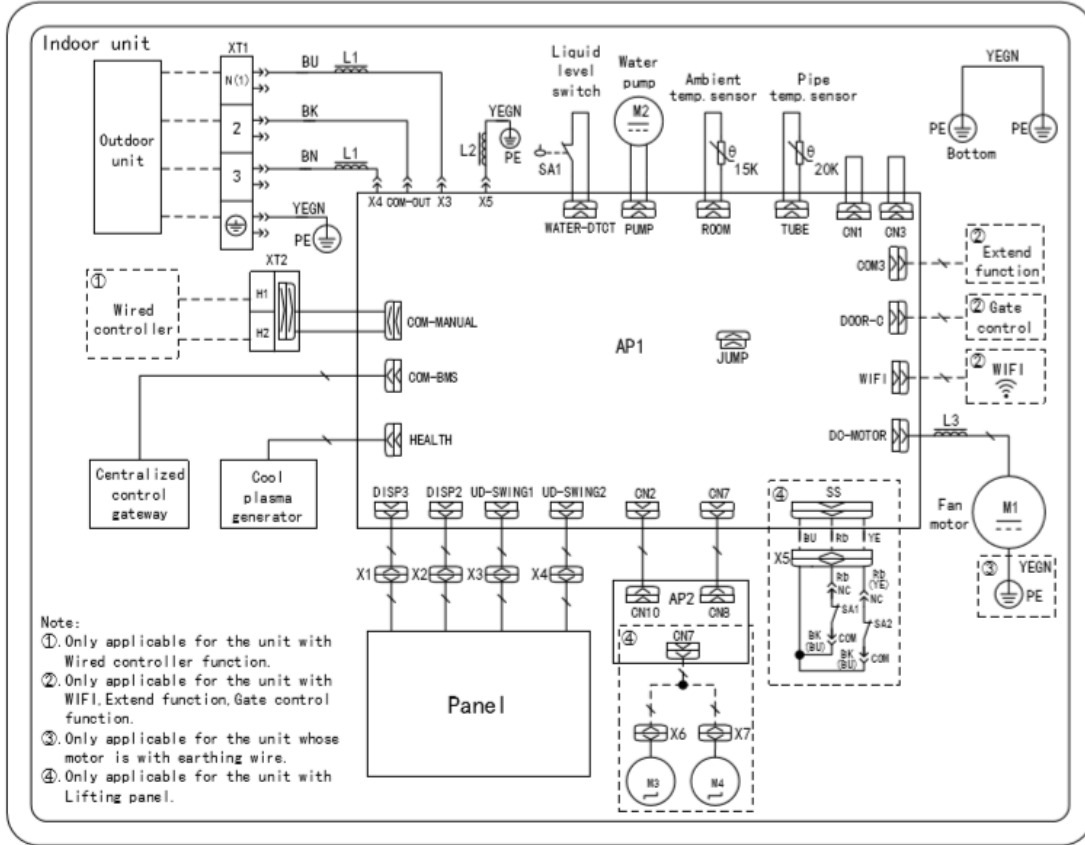 Indoor unit
XT1
BU
L1
N(1)
Outdoor
unit
BK
2
BN
L1
3
YEGN
PE
X4
COM-OUT
X3
L2
YEGN
PE
X5
Liquid
level
switch
SA1
WATER-DTCT
Water
pump
M2
PUMP
Ambient
temp. sensor
θ
15K
ROOM
Pipe
temp. sensor
θ
20K
TUBE
CN1
CN3
YEGN
PE
PE
Bottom
①
Wired
controller
XT2
H1
H2
COM-MANUAL
COM-BMS
HEALTH
AP1
JUMP
COM3
② Extend
function
DOOR-C
② Gate
control
WIFI
② WIFI
DC-MOTOR
L3
Fan
motor
M1
③ YEGN
PE
Centralized
control
gateway
Cool
plasma
generator
DISP3
DISP2
UD-SWING1
UD-SWING2
CN2
CN7
X1
X2
X3
X4
Panel
AP2
CN10
CN8
④
CN7
X6
X7
M3
M4
④
SS
BU
Rb
YE
X5
Rb
NC
Rb
(YE)
NC
SA1
SA2
BK
(BU)
COM
BK
(BU)
COM
Note:
①. Only applicable for the unit with
Wired controller function.
②. Only applicable for the unit with
WIFI, Extend function, Gate control
function.
③. Only applicable for the unit whose
motor is with earthing wire.
④. Only applicable for the unit with
Lifting panel.